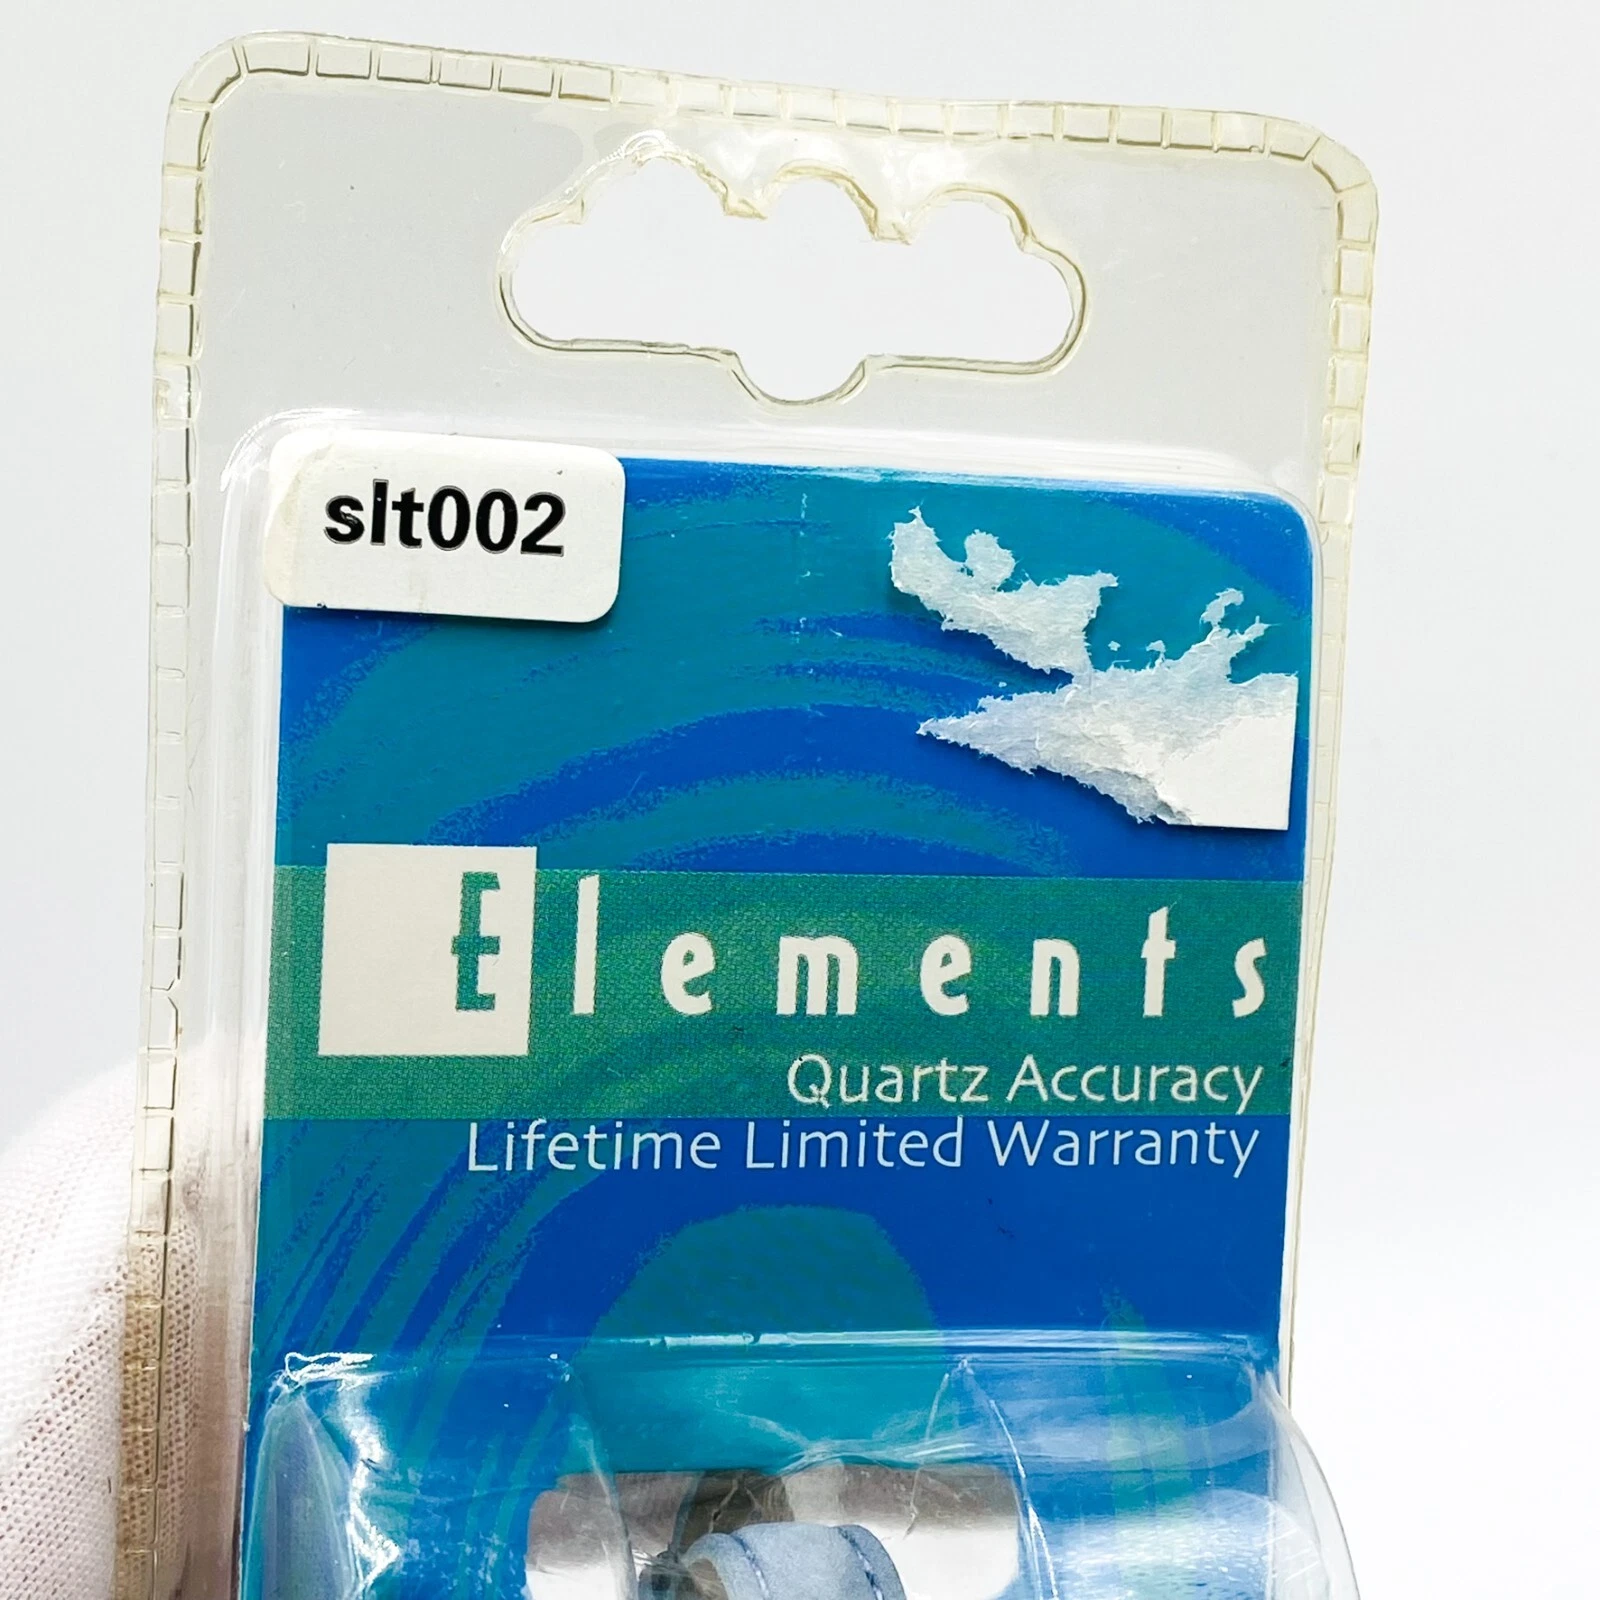 slt002
Elements
Quartz Accuracy
Lifetime Limited Warranty